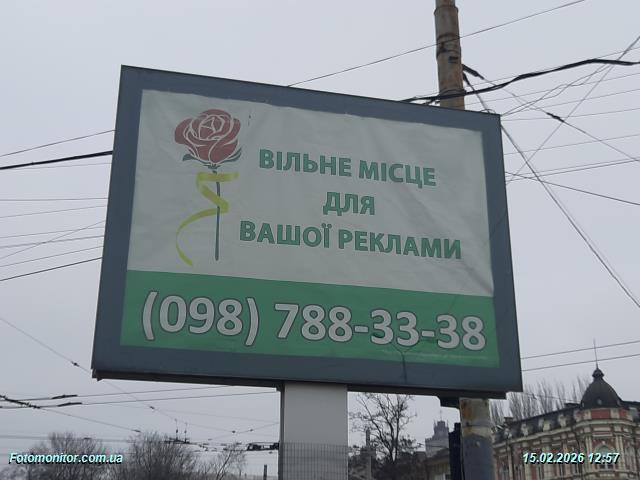 ВІЛЬНЕ МІСЦЕ
ДЛЯ
ВАШОЇ РЕКЛАМИ
(098) 788-33-38
Fotomonitor.com.ua
15.02.2026 12:57